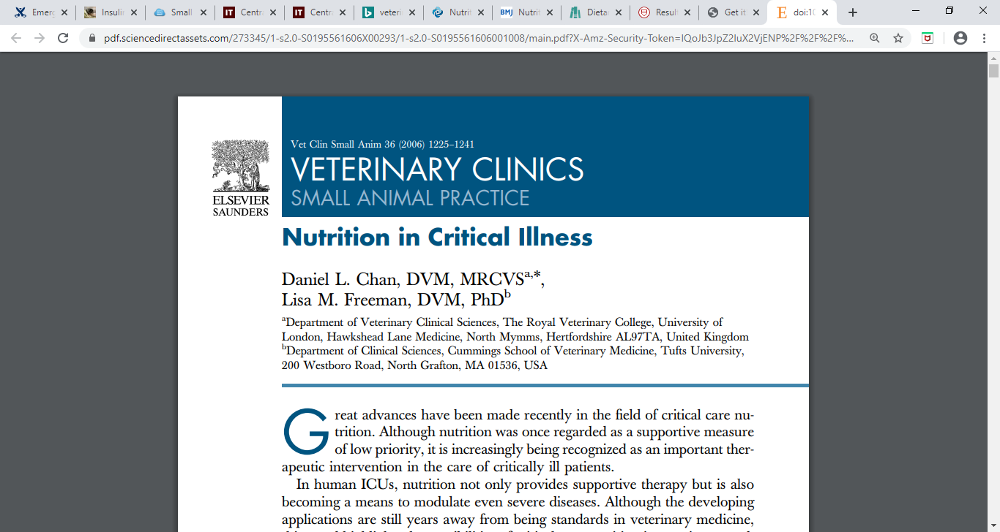 Emerg
Insulin
Small
Centra
Centra
veteri
Nutrit
BMJ
Nutrit
Dieta
Resul
Get it
doi:10
pdf.sciencedirectassets.com/273345/1-s2.0-S0195561606X00293/1-s2.0-S0195561606001008/main.pdf?X-Amz-Security-Token=IQoJb3JpZ2luX2VjENP%2F%2F%2F%...
Vet Clin Small Anim 36 (2006) 1225–1241
VETERINARY CLINICS
SMALL ANIMAL PRACTICE
ELSEVIER
SAUNDERS
Nutrition in Critical Illness
Daniel L. Chan, DVM, MRCVSa,*,
Lisa M. Freeman, DVM, PhDb
aDepartment of Veterinary Clinical Sciences, The Royal Veterinary College, University of
London, Hawkshead Lane Medicine, North Mymms, Hertfordshire AL97TA, United Kingdom
bDepartment of Clinical Sciences, Cummings School of Veterinary Medicine, Tufts University,
200 Westboro Road, North Grafton, MA 01536, USA
Great advances have been made recently in the field of critical care nu-
trition. Although nutrition was once regarded as a supportive measure
of low priority, it is increasingly being recognized as an important ther-
apeutic intervention in the care of critically ill patients.
In human ICUs, nutrition not only provides supportive therapy but is also
becoming a means to modulate even severe diseases. Although the developing
applications are still years away from being standards in veterinary medicine,